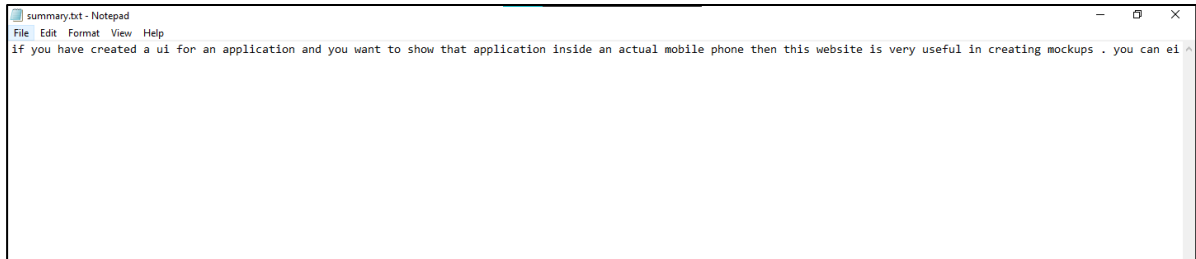 summary.txt - Notepad
File Edit Format View Help
if you have created a ui for an application and you want to show that application inside an actual mobile phone then this website is very useful in creating mockups . you can ei